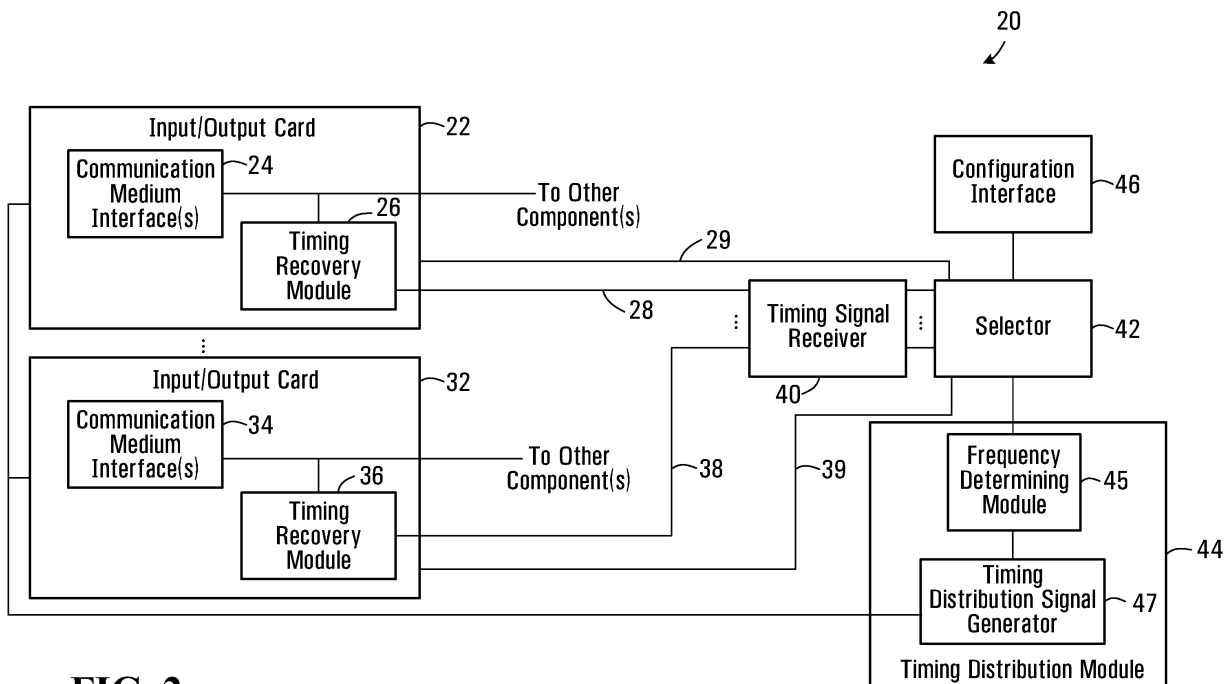 20
Input/Output Card
22
Communication
Medium
Interface(s)
24
To Other
Component(s)
26
Timing
Recovery
Module
29
28
Configuration
Interface
46
Timing Signal
Receiver
40
Selector
42
Input/Output Card
32
Communication
Medium
Interface(s)
34
To Other
Component(s)
36
Timing
Recovery
Module
38
39
Frequency
Determining
Module
45
44
Timing
Distribution Signal
Generator
47
Timing Distribution Module